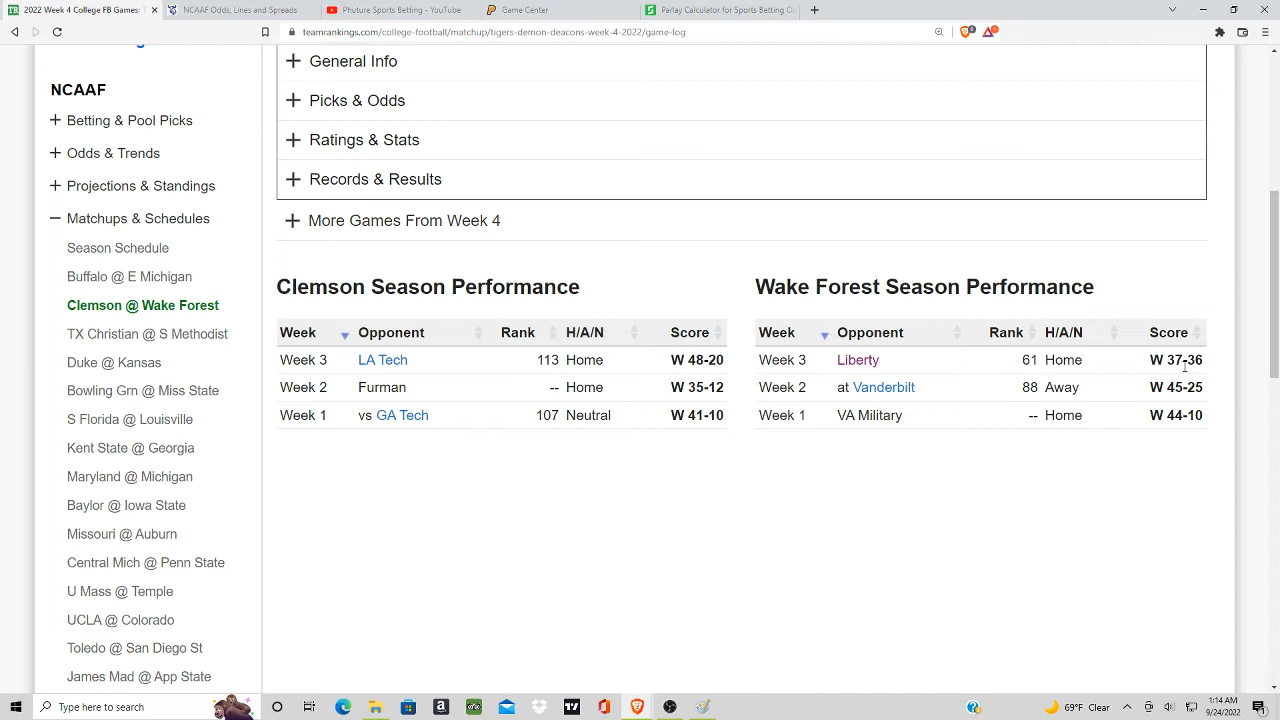 2022 Week 4 College FB Games:
NCAAF Odds, Lines and Spreads
Phuture Sports Betting - YouTube
Game Center
Parlay Calculator for Sports Betting
teamrankings.com/college-football/matchup/tigers-demon-deacons-week-4-2022/game-log
NCAAF
Betting & Pool Picks
Odds & Trends
Projections & Standings
Matchups & Schedules
Season Schedule
Buffalo @ E Michigan
Clemson @ Wake Forest
TX Christian @ S Methodist
Duke @ Kansas
Bowling Grn @ Miss State
S Florida @ Louisville
Kent State @ Georgia
Maryland @ Michigan
Baylor @ Iowa State
Missouri @ Auburn
Central Mich @ Penn State
U Mass @ Temple
UCLA @ Colorado
Toledo @ San Diego St
James Mad @ App State
General Info
Picks & Odds
Ratings & Stats
Records & Results
More Games From Week 4
Clemson Season Performance
Week Opponent Rank H/A/N Score
Week 3 LA Tech 113 Home W 48-20
Week 2 Furman -- Home W 35-12
Week 1 vs GA Tech 107 Neutral W 41-10
Wake Forest Season Performance
Week Opponent Rank H/A/N Score
Week 3 Liberty 61 Home W 37-36
Week 2 at Vanderbilt 88 Away W 45-25
Week 1 VA Military -- Home W 44-10
Type here to search
69°F Clear
1:14 AM
9/24/2022